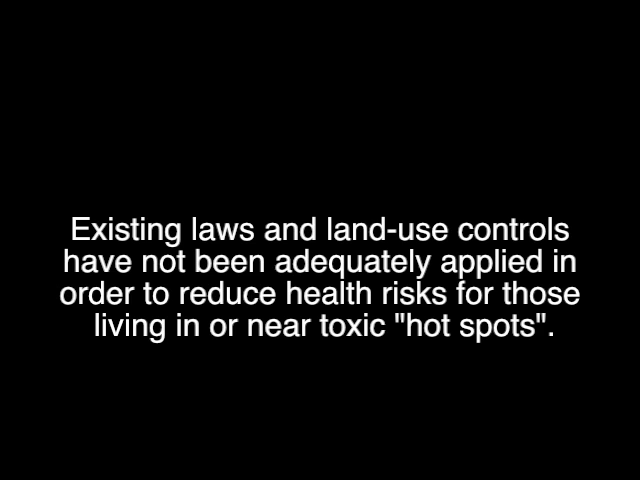 Existing laws and land-use controls
have not been adequately applied in
order to reduce health risks for those
living in or near toxic "hot spots".